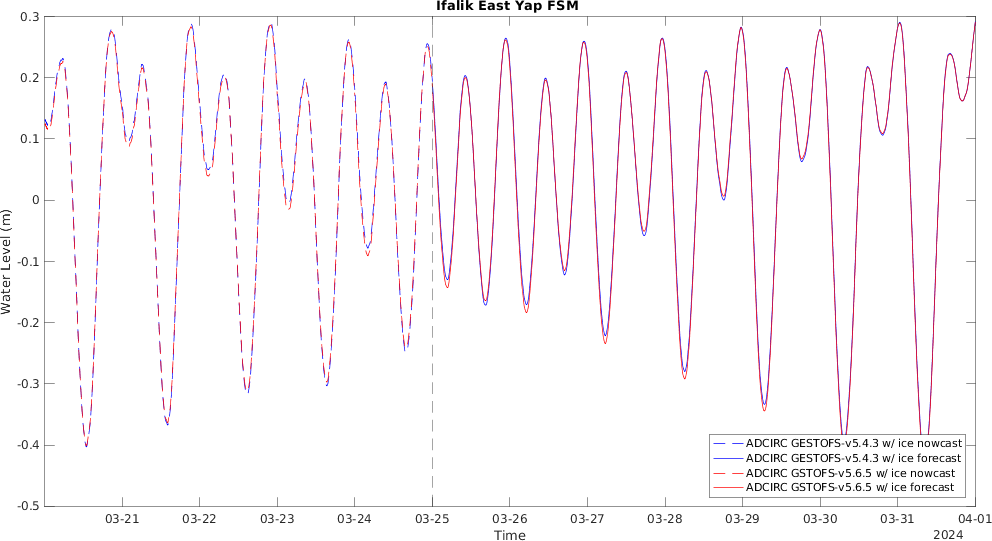 Ifalik East Yap FSM
0.3
0.2
0.1
0
-0.1
-0.2
-0.3
-0.4
-0.5
Water Level (m)
ADCIRC GESTOFS-v5.4.3 w/ ice nowcast
ADCIRC GESTOFS-v5.4.3 w/ ice forecast
ADCIRC GSTOFS-v5.6.5 w/ ice nowcast
ADCIRC GSTOFS-v5.6.5 w/ ice forecast
03-21 03-22 03-23 03-24 03-25 03-26 03-27 03-28 03-29 03-30 03-31 04-01
Time
2024